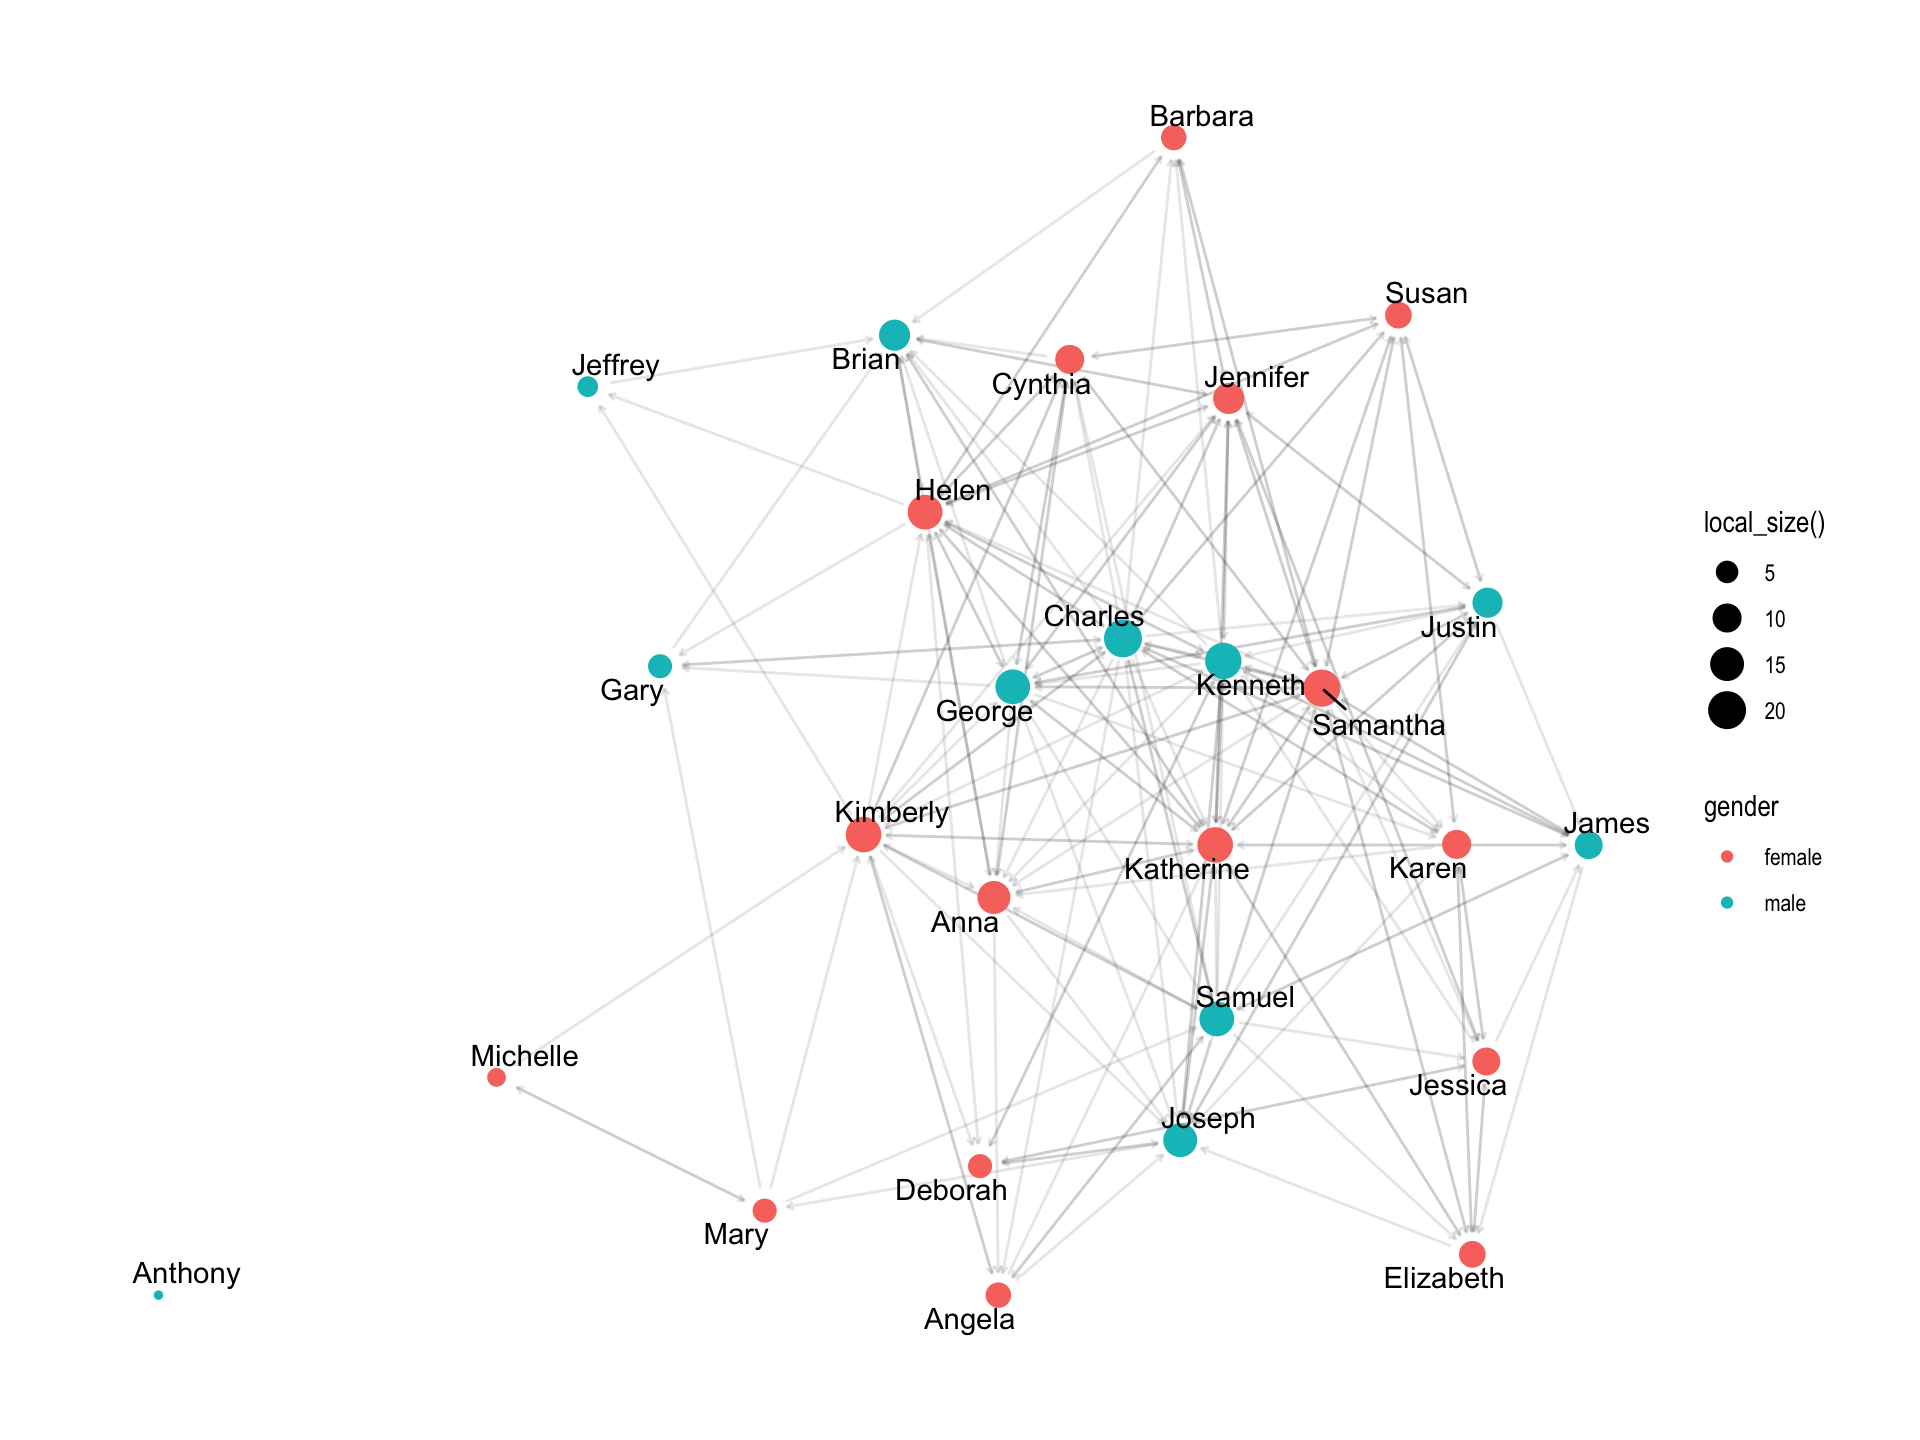 Barbara
Susan
Jeffrey
Brian
Cynthia
Jennifer
Helen
Charles
Justin
Gary
George
Kenneth
Samantha
Kimberly
Katherine
Karen
James
Anna
Samuel
Michelle
Jessica
Joseph
Deborah
Mary
Anthony
Angela
Elizabeth
local_size()
5
10
15
20
gender
female
male